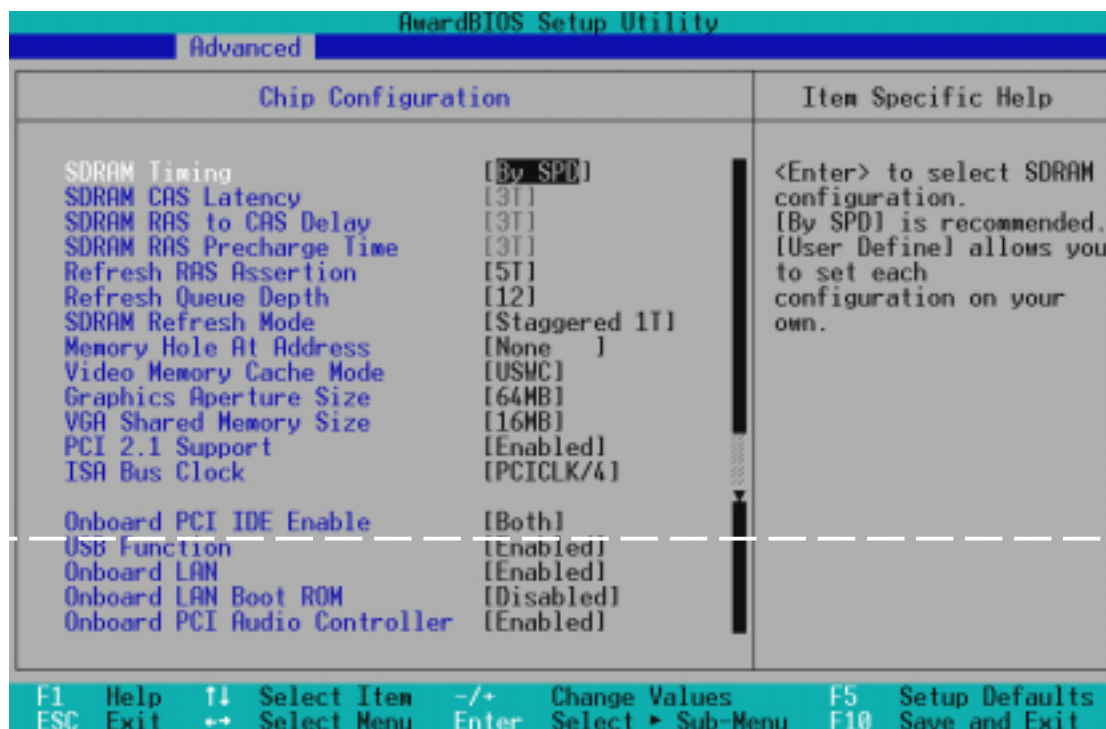 AwardBIOS Setup Utility
Advanced
Chip Configuration
Item Specific Help
SDRAM Timing [By SPD]
SDRAM CAS Latency [3T]
SDRAM RAS to CAS Delay [3T]
SDRAM RAS Precharge Time [3T]
Refresh RAS Assertion [5T]
Refresh Queue Depth [12]
SDRAM Refresh Mode [Staggered 1T]
Memory Hole At Address [None ]
Video Memory Cache Mode [USWC]
Graphics Aperture Size [64MB]
VGA Shared Memory Size [16MB]
PCI 2.1 Support [Enabled]
ISA Bus Clock [PCICLK/4]
Onboard PCI IDE Enable [Both]
USB Function [Enabled]
Onboard LAN [Enabled]
Onboard LAN Boot ROM [Disabled]
Onboard PCI Audio Controller [Enabled]
<Enter> to select SDRAM
configuration.
[By SPD] is recommended.
[User Define] allows you
to set each
configuration on your
own.
F1 Help ↑↓ Select Item -/+ Change Values F5 Setup Defaults
ESC Exit ←→ Select Menu Enter Select ► Sub-Menu F10 Save and Exit